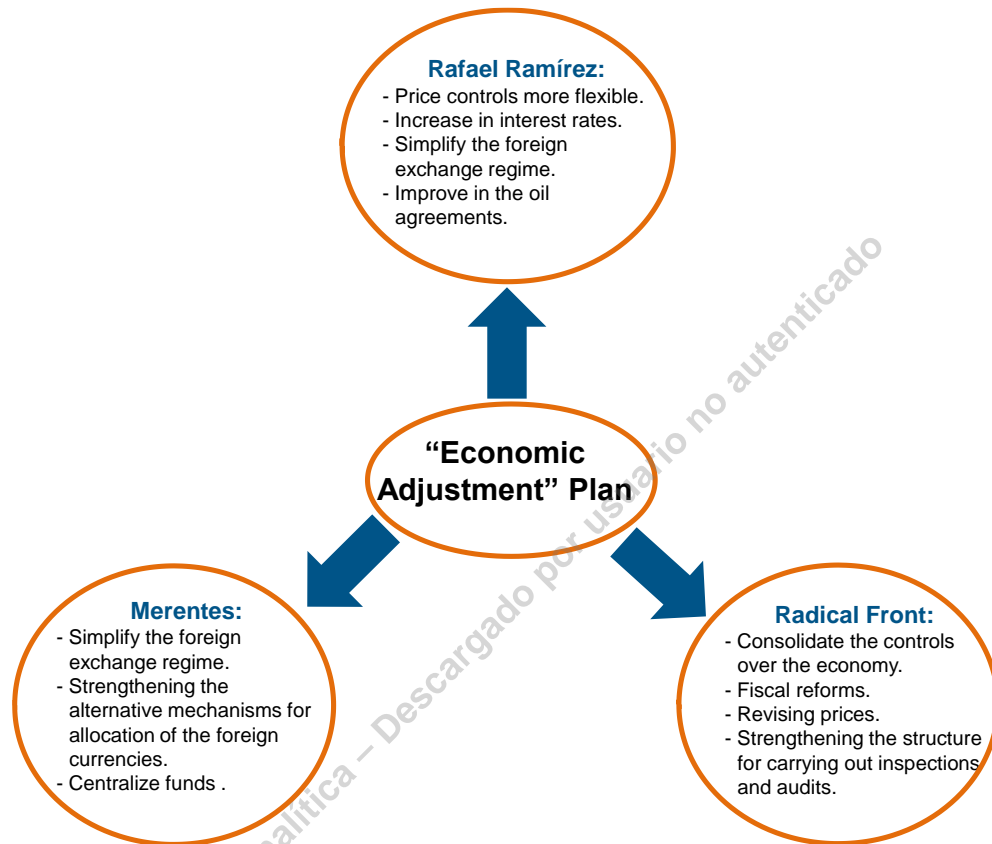 Rafael Ramírez:
- Price controls more flexible.
- Increase in interest rates.
- Simplify the foreign
exchange regime.
- Improve in the oil
agreements.
“Economic
Adjustment” Plan
Merentes:
- Simplify the foreign
exchange regime.
- Strengthening the
alternative mechanisms for
allocation of the foreign
currencies.
- Centralize funds .
Radical Front:
- Consolidate the controls
over the economy.
- Fiscal reforms.
- Revising prices.
- Strengthening the structure
for carrying out inspections
and audits.
– Descargado por usuario no autenticado